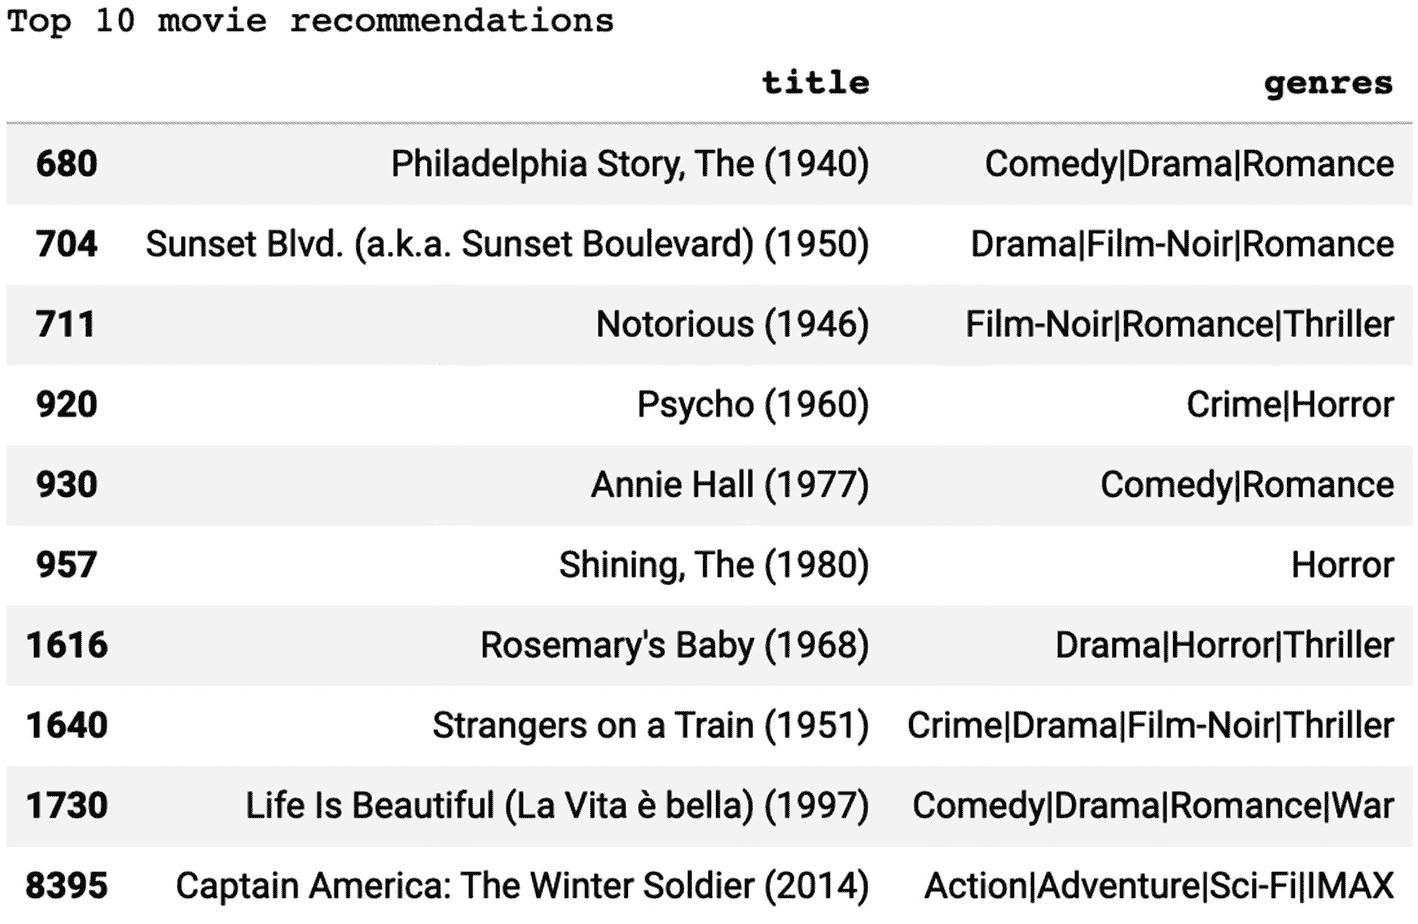 Top 10 movie recommendations
title genres
680 Philadelphia Story, The (1940) Comedy|Drama|Romance
704 Sunset Blvd. (a.k.a. Sunset Boulevard) (1950) Drama|Film-Noir|Romance
711 Notorious (1946) Film-Noir|Romance|Thriller
920 Psycho (1960) Crime|Horror
930 Annie Hall (1977) Comedy|Romance
957 Shining, The (1980) Horror
1616 Rosemary's Baby (1968) Drama|Horror|Thriller
1640 Strangers on a Train (1951) Crime|Drama|Film-Noir|Thriller
1730 Life Is Beautiful (La Vita è bella) (1997) Comedy|Drama|Romance|War
8395 Captain America: The Winter Soldier (2014) Action|Adventure|Sci-Fi|IMAX